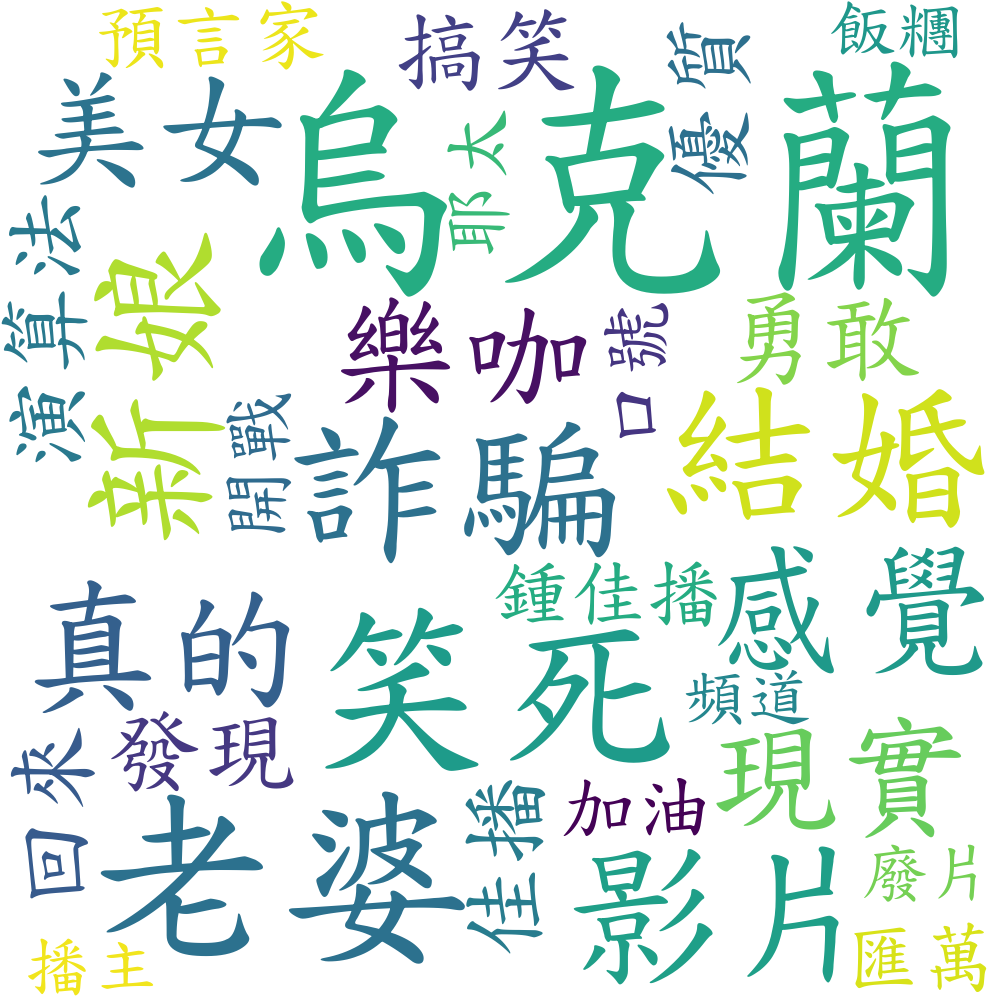 預言家
搞笑
飯糰
優質
美女
烏克蘭
耶太
演算法
新娘
樂咖
口號
勇敢
開戰
詐騙
結婚
真的
笑死
鍾佳播
感覺
頻道
發現
現實
回來
老婆
佳播
加油
影片
廢片
播主
匯萬